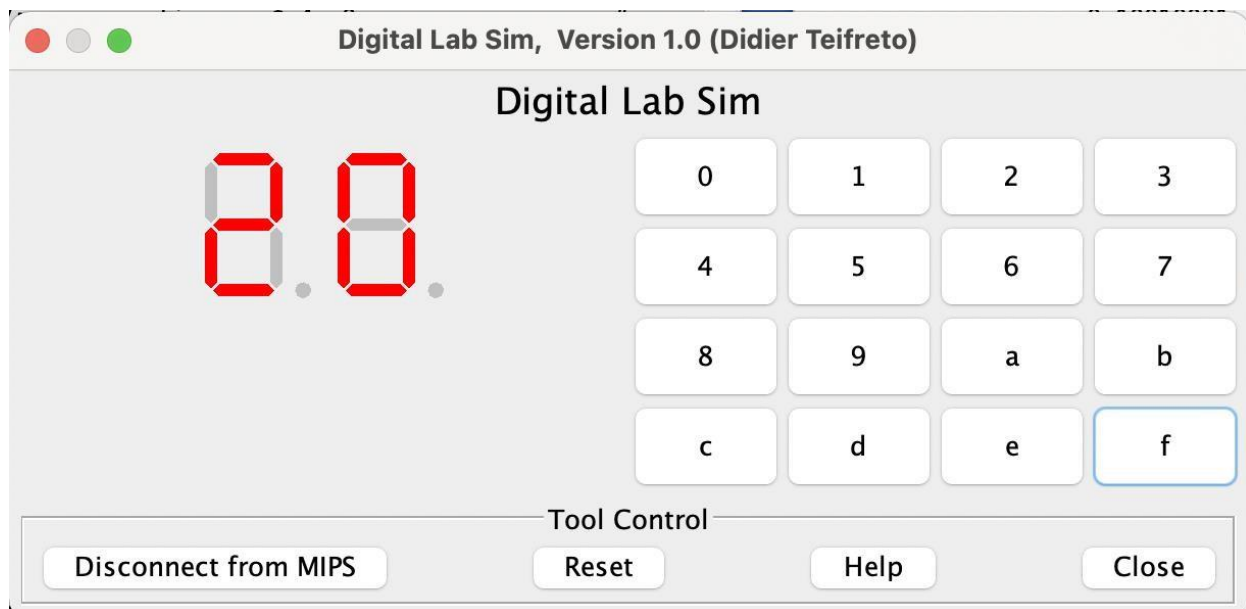 Digital Lab Sim, Version 1.0 (Didier Teifreto)
Digital Lab Sim
20
0 1 2 3
4 5 6 7
8 9 a b
c d e f
Tool Control
Disconnect from MIPS Reset Help Close